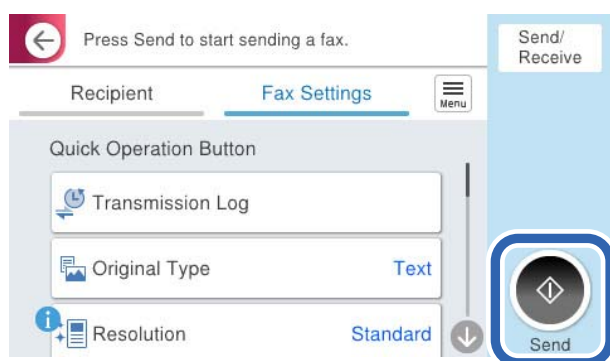 Press Send to start sending a fax.
Send/
Receive
Recipient
Fax Settings
Menu
Quick Operation Button
Transmission Log
Original Type
Text
Resolution
Standard
Send